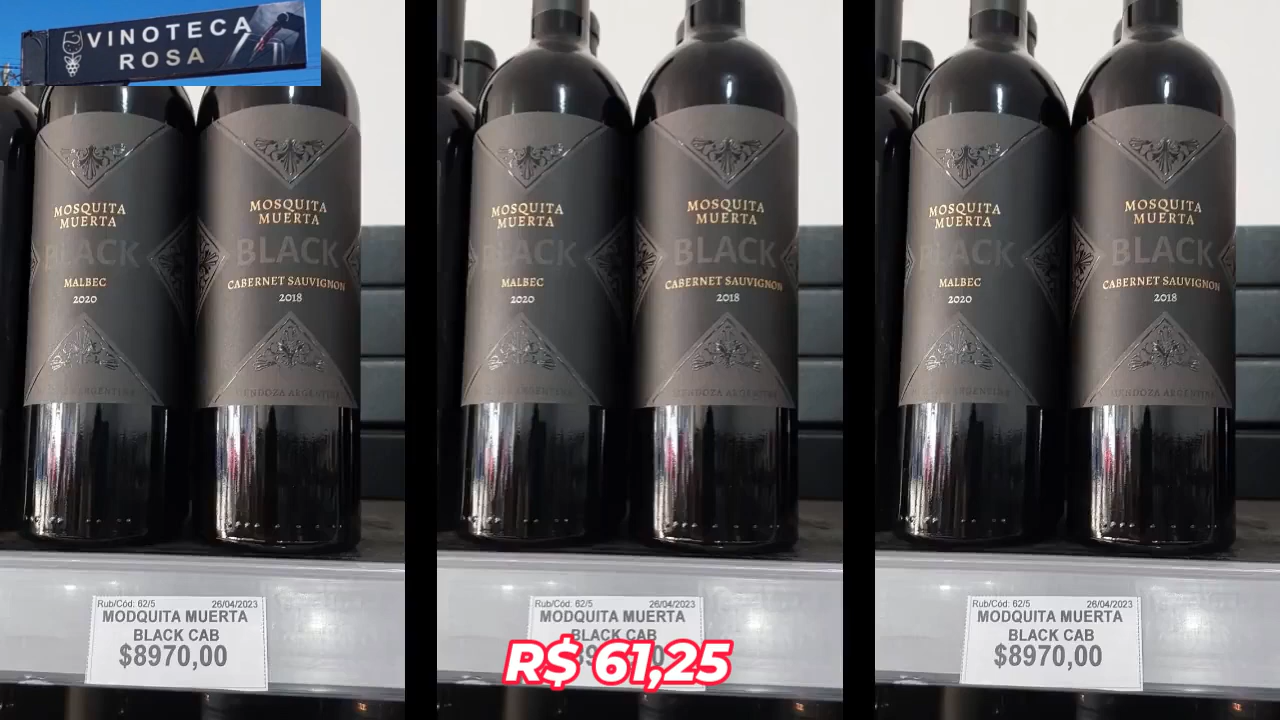 VINOTECA
ROSA
MOSQUITA
MUERTA
BLACK
MALBEC
2020
MOSQUITA
MUERTA
BLACK
CABERNET SAUVIGNON
2018
MENDOZA ARGENTINA
Rub/Cód: 62/5 26/04/2023
MODQUITA MUERTA
BLACK CAB
$8970,00
MOSQUITA
MUERTA
BLACK
MALBEC
2020
MOSQUITA
MUERTA
BLACK
CABERNET SAUVIGNON
2018
MENDOZA ARGENTINA
Rub/Cód: 62/5 26/04/2023
MODQUITA MUERTA
BLACK CAB
R$ 61,25
MOSQUITA
MUERTA
BLACK
MALBEC
2020
MOSQUITA
MUERTA
BLACK
CABERNET SAUVIGNON
2018
MENDOZA ARGENTINA
Rub/Cód: 62/5 26/04/2023
MODQUITA MUERTA
BLACK CAB
$8970,00